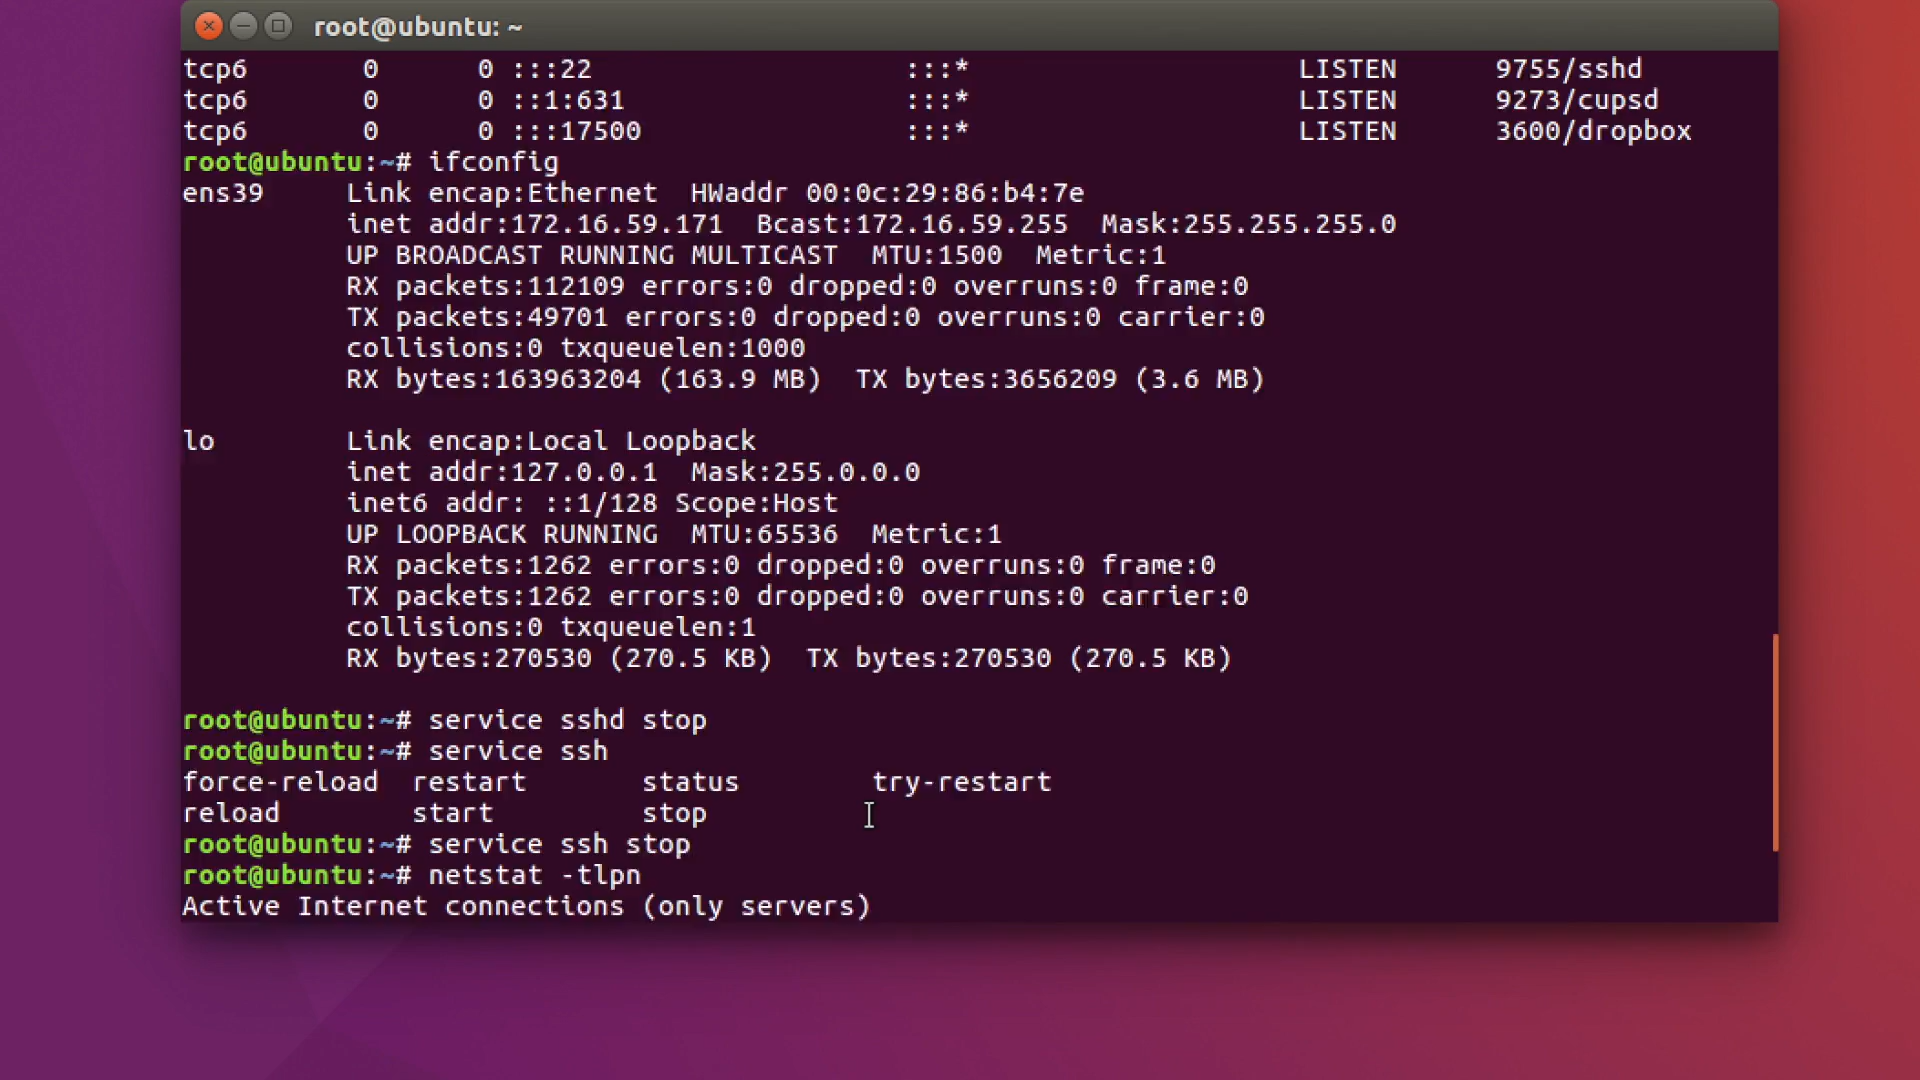 root@ubuntu: ~
tcp6       0      0 :::22                   :::*                    LISTEN      9755/sshd
tcp6       0      0 ::1:631                 :::*                    LISTEN      9273/cupsd
tcp6       0      0 :::17500                :::*                    LISTEN      3600/dropbox
root@ubuntu:~# ifconfig
ens39     Link encap:Ethernet  HWaddr 00:0c:29:86:b4:7e
          inet addr:172.16.59.171  Bcast:172.16.59.255  Mask:255.255.255.0
          UP BROADCAST RUNNING MULTICAST  MTU:1500  Metric:1
          RX packets:112109 errors:0 dropped:0 overruns:0 frame:0
          TX packets:49701 errors:0 dropped:0 overruns:0 carrier:0
          collisions:0 txqueuelen:1000
          RX bytes:163963204 (163.9 MB)  TX bytes:3656209 (3.6 MB)
lo        Link encap:Local Loopback
          inet addr:127.0.0.1  Mask:255.0.0.0
          inet6 addr: ::1/128 Scope:Host
          UP LOOPBACK RUNNING  MTU:65536  Metric:1
          RX packets:1262 errors:0 dropped:0 overruns:0 frame:0
          TX packets:1262 errors:0 dropped:0 overruns:0 carrier:0
          collisions:0 txqueuelen:1
          RX bytes:270530 (270.5 KB)  TX bytes:270530 (270.5 KB)
root@ubuntu:~# service sshd stop
root@ubuntu:~# service ssh
force-reload  restart       status        try-restart
reload        start         stop
root@ubuntu:~# service ssh stop
root@ubuntu:~# netstat -tlpn
Active Internet connections (only servers)